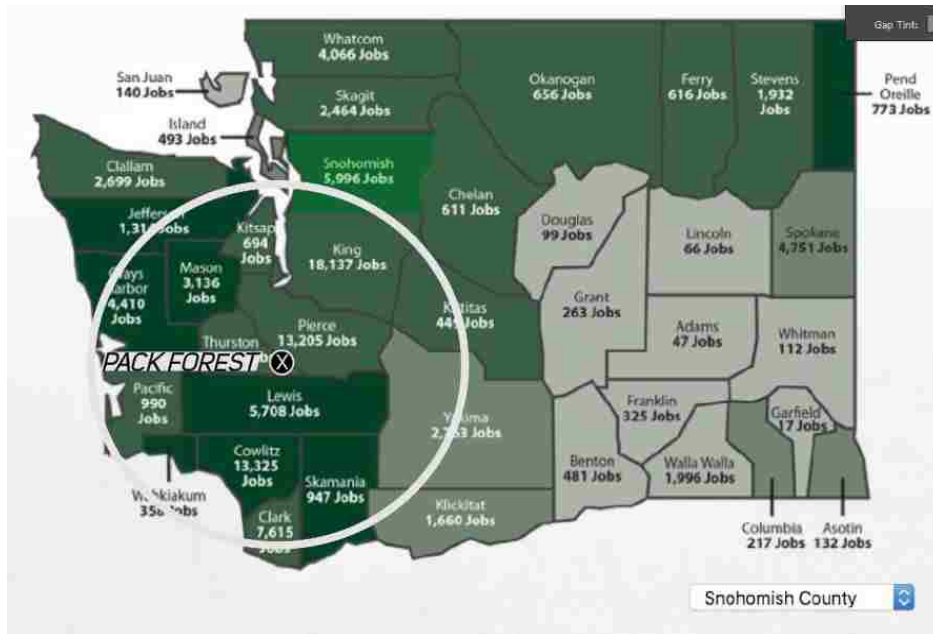 Gap Tint:
Whatcom
4,066 Jobs
San Juan
140 Jobs
Skagit
2,464 Jobs
Okanogan
656 Jobs
Ferry
616 Jobs
Stevens
1,932
Jobs
Pend
Oreille
773 Jobs
Island
493 Jobs
Clallam
2,699 Jobs
Snohomish
5,996 Jobs
Chelan
611 Jobs
Jobs
Kitsap
694
Jobs
King
18,137 Jobs
Douglas
99 Jobs
Lincoln
66 Jobs
Spokane
4,751 Jobs
Mason
3,136
Jobs
4,410
Jobs
Grant
263 Jobs
Adams
47 Jobs
Whitman
112 Jobs
Thurston
Pierce
13,205 Jobs
PACK FOREST X
Pacific
990
Jobs
Lewis
5,708 Jobs
Franklin
325 Jobs
Garfield
17 Jobs
Cowlitz
13,325
Jobs
Skamania
947 Jobs
Benton
481 Jobs
Walla Walla
1,996 Jobs
Clark
7,615
Jobs
Klickitat
1,660 Jobs
Columbia
217 Jobs
Asotin
132 Jobs
Snohomish County